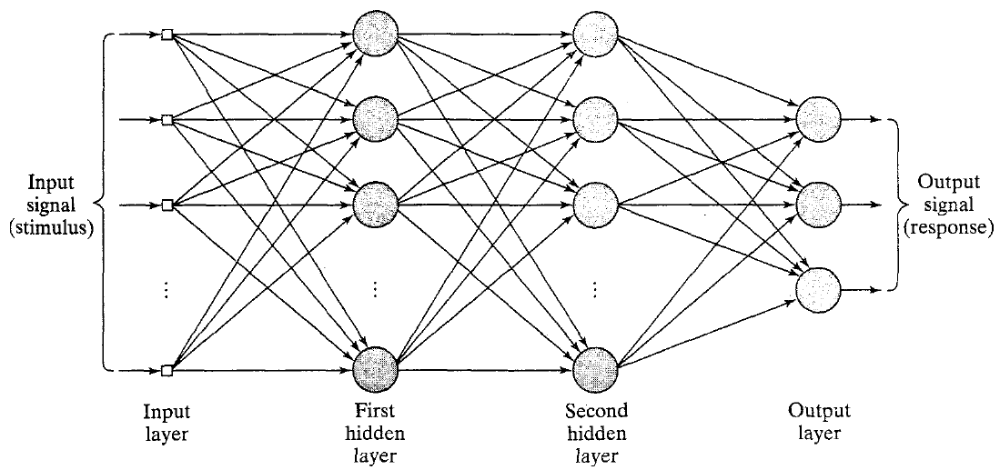 Input
signal
(stimulus)
Output
signal
(response)
Input
layer
First
hidden
layer
Second
hidden
layer
Output
layer